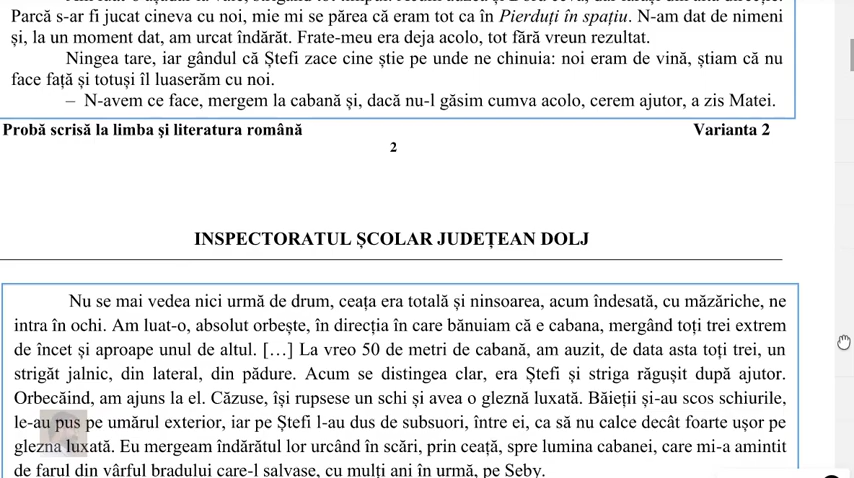 Parcă s-ar fi jucat cineva cu noi, mie mi se părea că eram tot ca în Pierduți în spațiu. N-am dat de nimeni
și, la un moment dat, am urcat îndărăt. Frate-meu era deja acolo, tot fără vreun rezultat.
Ningea tare, iar gândul că Ștefi zace cine știe pe unde ne chinuia: noi eram de vină, știam că nu
face față și totuși îl luaserăm cu noi.
– N-avem ce face, mergem la cabană și, dacă nu-l găsim cumva acolo, cerem ajutor, a zis Matei.
Probă scrisă la limba şi literatura română Varianta 2
2
INSPECTORATUL ȘCOLAR JUDEȚEAN DOLJ
Nu se mai vedea nici urmă de drum, ceața era totală și ninsoarea, acum îndesată, cu măzăriche, ne
intra în ochi. Am luat-o, absolut orbește, în direcția în care bănuiam că e cabana, mergând toți trei extrem
de încet și aproape unul de altul. […] La vreo 50 de metri de cabană, am auzit, de data asta toți trei, un
strigăt jalnic, din lateral, din pădure. Acum se distingea clar, era Ștefi și striga răgușit după ajutor.
Orbecăind, am ajuns la el. Căzuse, își rupsese un schi și avea o gleznă luxată. Băieții și-au scos schiurile,
le-au pus pe umărul exterior, iar pe Ștefi l-au dus de subsuori, între ei, ca să nu calce decât foarte ușor pe
glezna luxată. Eu mergeam îndărătul lor urcând în scări, prin ceață, spre lumina cabanei, care mi-a amintit
de farul din vârful bradului care-l salvase, cu mulți ani în urmă, pe Seby.